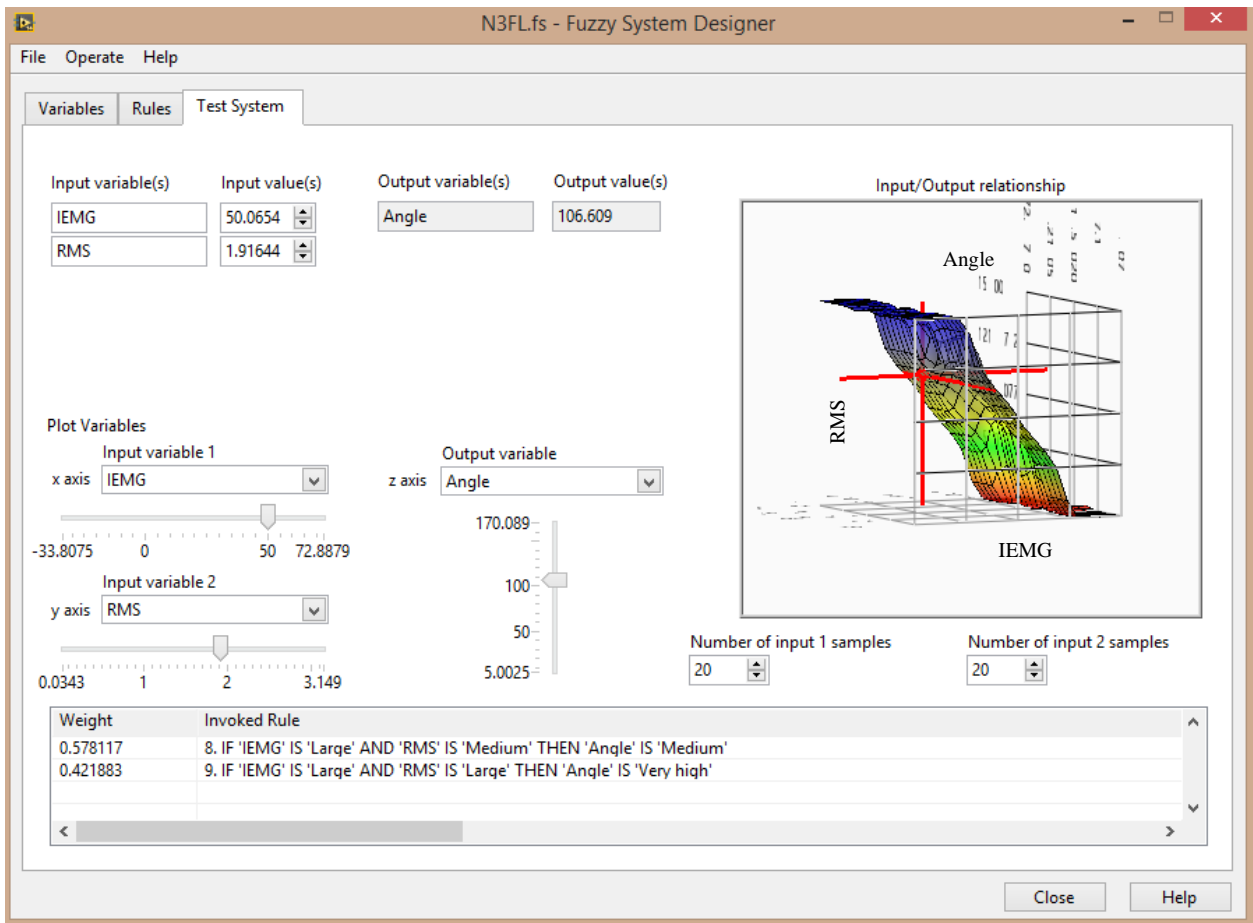 N3FL.fs - Fuzzy System Designer
File Operate Help
Variables Rules Test System
Input variable(s) Input value(s) Output variable(s) Output value(s)
IEMG 50.0654 Angle 106.609
RMS 1.91644
Input/Output relationship
Angle
15 00
121 7 2
077
RMS
IEMG
Plot Variables
Input variable 1
x axis IEMG
-33.8075 0 50 72.8879
Input variable 2
y axis RMS
0.0343 1 2 3.149
Output variable
z axis Angle
170.089
100
50
5.0025
Number of input 1 samples Number of input 2 samples
20 20
Weight Invoked Rule
0.578117 8. IF 'IEMG' IS 'Large' AND 'RMS' IS 'Medium' THEN 'Angle' IS 'Medium'
0.421883 9. IF 'IEMG' IS 'Large' AND 'RMS' IS 'Large' THEN 'Angle' IS 'Very high'
Close Help